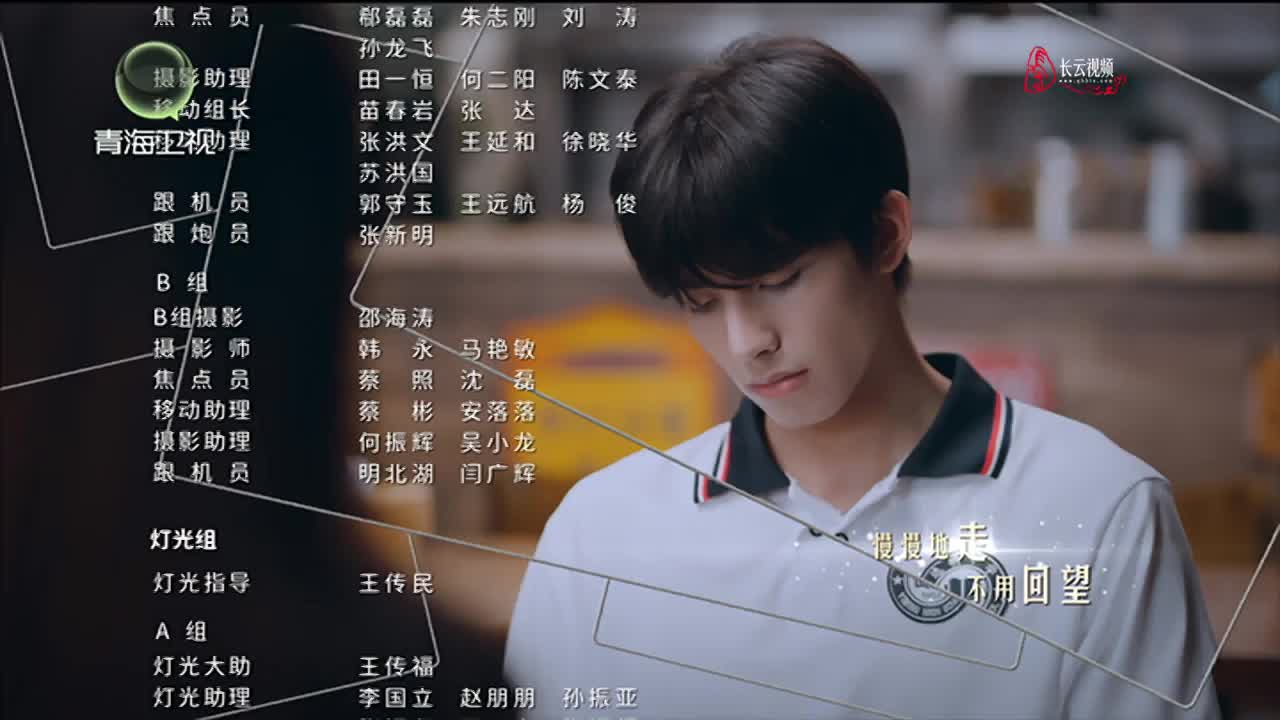 焦点员 郗磊磊 朱志刚 刘涛
孙龙飞
摄影助理 田一恒 何二阳 陈文泰
移动组长 苗春岩 张达
移动助理 张洪文 王延和 徐晓华
苏洪国
跟机员 郭守玉 王远航 杨俊
跟炮员 张新明
B 组
B组摄影 邵海涛
摄影师 韩永 马艳敏
焦点员 蔡照 沈磊
移动助理 蔡彬 安落落
摄影助理 何振辉 吴小龙
跟机员 明北湖 闫广辉
灯光组
灯光指导 王传民
A 组
灯光大助 王传福
灯光助理 李国立 赵朋朋 孙振亚
青海卫视
长云视频
慢慢地走
不用回望